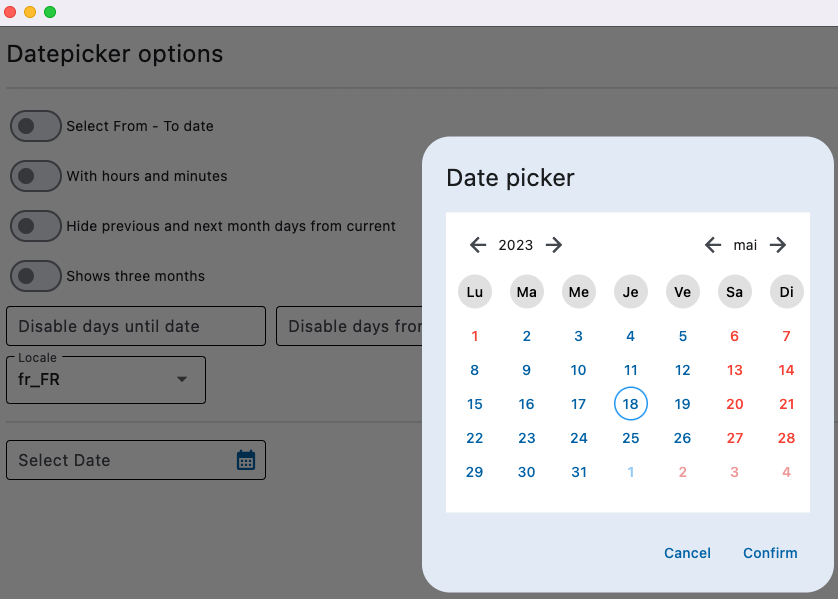 Datepicker options
Select From - To date
With hours and minutes
Hide previous and next month days from current
Shows three months
Disable days until date
Disable days from
Locale
fr_FR
Select Date
Date picker
2023 mai
Lu Ma Me Je Ve Sa Di
1 2 3 4 5 6 7
8 9 10 11 12 13 14
15 16 17 18 19 20 21
22 23 24 25 26 27 28
29 30 31 1 2 3 4
Cancel Confirm